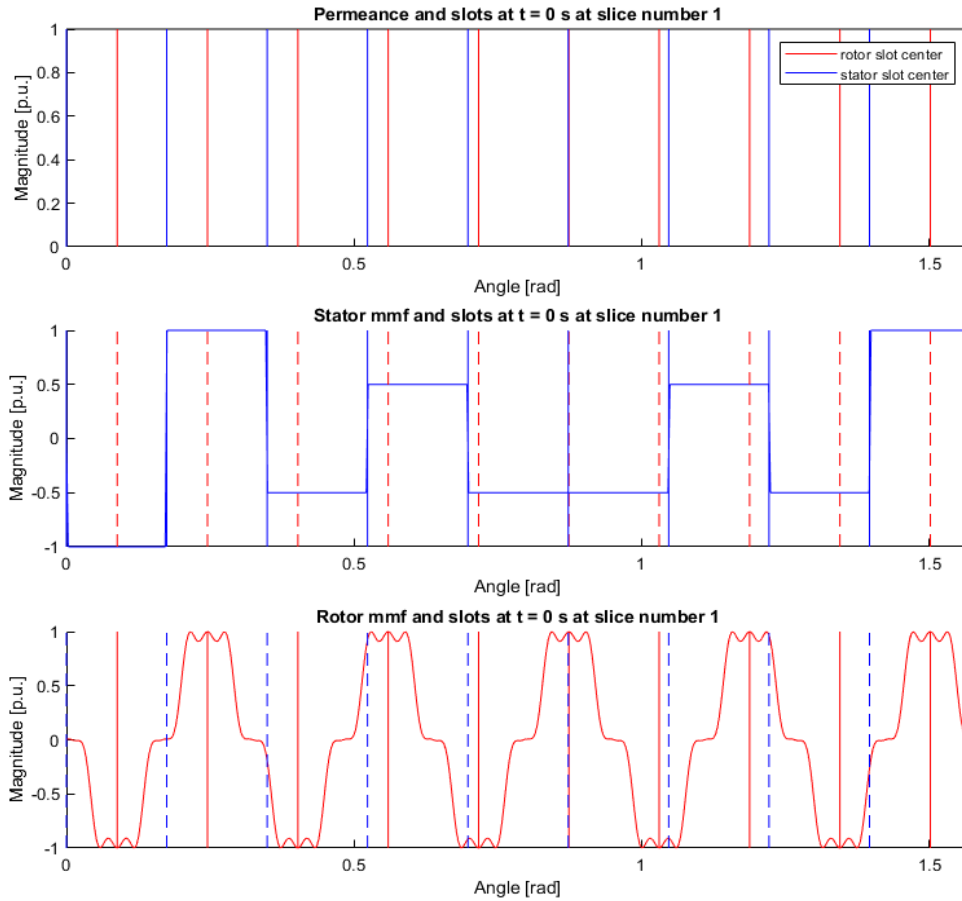 Permeance and slots at t = 0 s at slice number 1
Magnitude [p.u.]
1
0.8
0.6
0.4
0.2
0
rotor slot center
stator slot center
0 0.5 1 1.5
Angle [rad]
Stator mmf and slots at t = 0 s at slice number 1
Magnitude [p.u.]
1
0.5
0
-0.5
-1
0 0.5 1 1.5
Angle [rad]
Rotor mmf and slots at t = 0 s at slice number 1
Magnitude [p.u.]
1
0.5
0
-0.5
-1
0 0.5 1 1.5
Angle [rad]